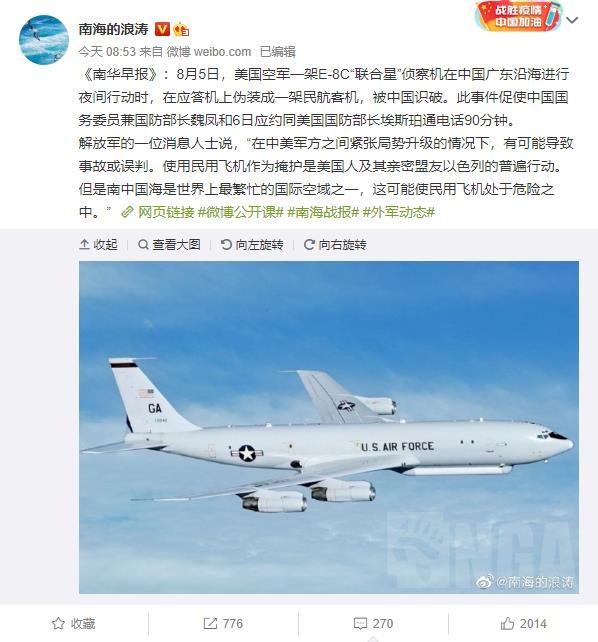 战胜疫情
中国加油
南海的浪涛
今天 08:53 来自 微博 weibo.com 已编辑
《南华早报》：8月5日，美国空军一架E-8C“联合星”侦察机在中国广东沿海进行
夜间行动时，在应答机上伪装成一架民航客机，被中国识破。此事件促使中国国
务委员兼国防部长魏凤和6日应约同美国国防部长埃斯珀通电话90分钟。
解放军的一位消息人士说，“在中美军方之间紧张局势升级的情况下，有可能导致
事故或误判。使用民用飞机作为掩护是美国人及其亲密盟友以色列的普遍行动。
但是南中国海是世界上最繁忙的国际空域之一，这可能使民用飞机处于危险之
中。” 网页链接 #微博公开课# #南海战报# #外军动态#
收起 查看大图 向左旋转 向右旋转
GA
U.S. AIR FORCE
NGA
@南海的浪涛
收藏 776 270 2014